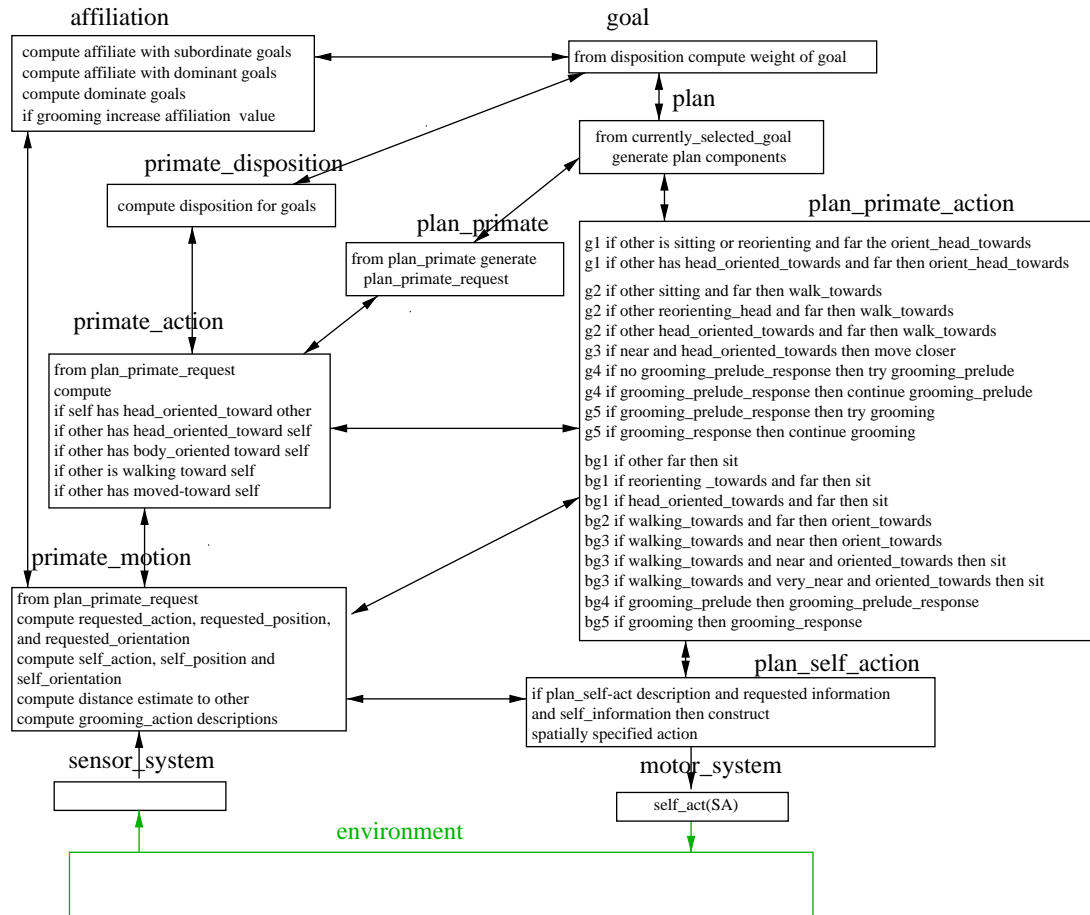 affiliation
compute affiliate with subordinate goals
compute affiliate with dominant goals
compute dominate goals
if grooming increase affiliation value
goal
from disposition compute weight of goal
plan
from currently_selected_goal
generate plan components
primate_disposition
compute disposition for goals
plan_primate
from plan_primate generate
plan_primate_request
plan_primate_action
g1 if other is sitting or reorienting and far the orient_head_towards
g1 if other has head_oriented_towards and far then orient_head_towards
g2 if other sitting and far then walk_towards
g2 if other reorienting_head and far then walk_towards
g2 if other head_oriented_towards and far then walk_towards
g3 if near and head_oriented_towards then move closer
g4 if no grooming_prelude_response then try grooming_prelude
g4 if grooming_prelude_response then continue grooming_prelude
g5 if grooming_prelude_response then try grooming
g5 if grooming_response then continue grooming
bg1 if other far then sit
bg1 if reorienting _towards and far then sit
bg1 if head_oriented_towards and far then sit
bg2 if walking_towards and far then orient_towards
bg3 if walking_towards and near then orient_towards
bg3 if walking_towards and near and oriented_towards then sit
bg3 if walking_towards and very_near and oriented_towards then sit
bg4 if grooming_prelude then grooming_prelude_response
bg5 if grooming then grooming_response
primate_action
from plan_primate_request
compute
if self has head_oriented_toward other
if other has head_oriented_toward self
if other has body_oriented toward self
if other is walking toward self
if other has moved-toward self
primate_motion
from plan_primate_request
compute requested_action, requested_position,
and requested_orientation
compute self_action, self_position and
self_orientation
compute distance estimate to other
compute grooming_action descriptions
plan_self_action
if plan_self-act description and requested information
and self_information then construct
spatially specified action
sensor_system
motor_system
self_act(SA)
environment